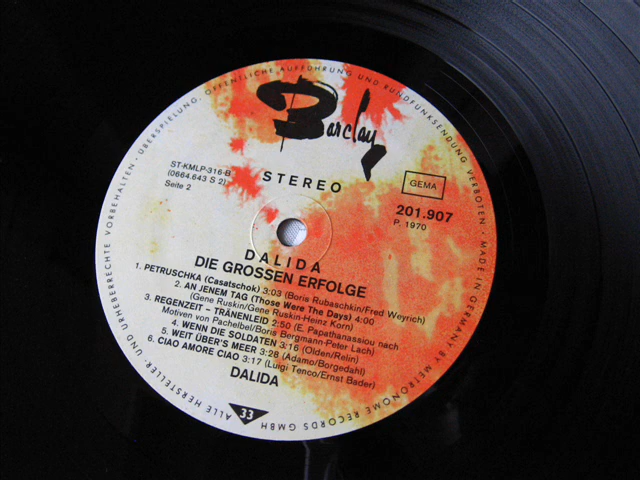 ALLE HERSTELLER- UND URHEBERRECHTE VORBEHALTEN · ÜBERSPIELUNG, ÖFFENTLICHE AUFFÜHRUNG UND RUNDFUNKSENDUNG VERBOTEN · MADE IN GERMANY BY METRONOME RECORDS GMBH
Barclay
STEREO
ST-KMLP-316-B
(0664.643 S 2)
Seite 2
GEMA
201.907
P. 1970
DALIDA
DIE GROSSEN ERFOLGE
1. PETRUSCHKA (Casatschok) 3:03 (Boris Rubaschkin/Fred Weyrich)
2. AN JENEM TAG (Those Were The Days) 4:00
(Gene Ruskin/Gene Ruskin-Heinz Korn)
3. REGENZEIT – TRÄNENLEID 2:50 (E. Papathanassiou nach
Motiven von Pachelbel/Boris Bergmann-Peter Lach)
4. WENN DIE SOLDATEN 3:16 (Olden/Relin)
5. WEIT ÜBER'S MEER 3:28 (Adamo/Borgedahl)
6. CIAO AMORE CIAO 3:17 (Luigi Tenco/Ernst Bader)
DALIDA
33